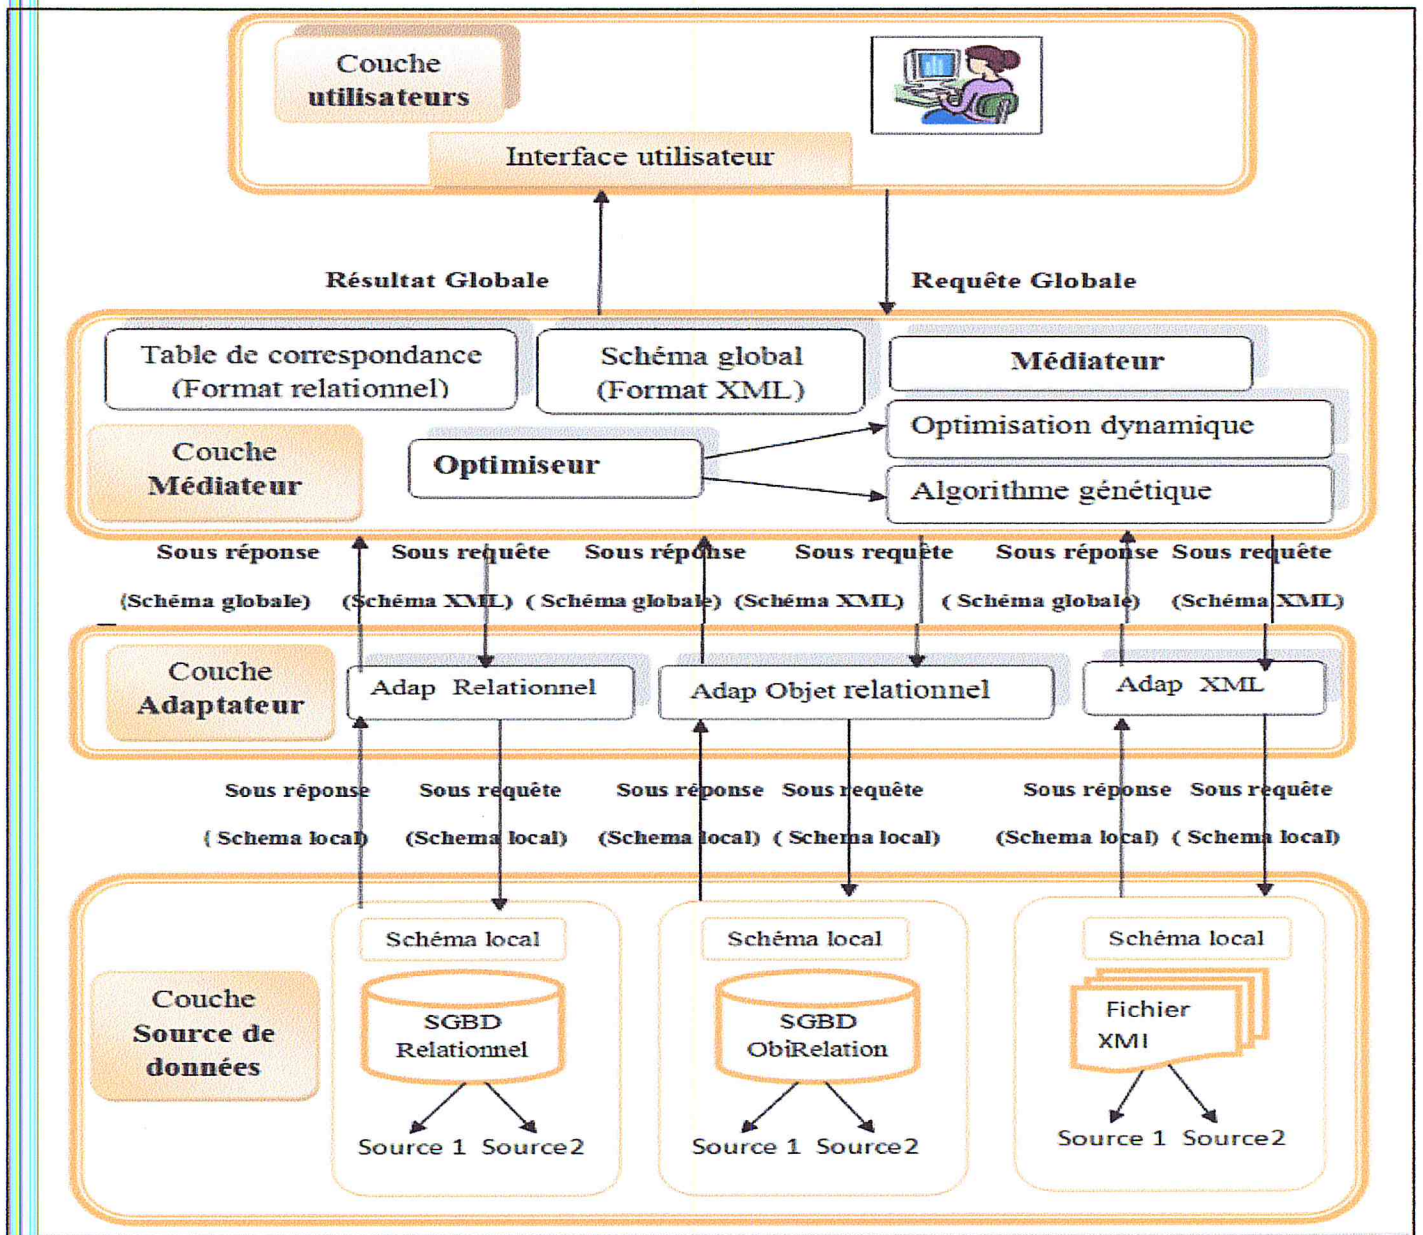 Couche
utilisateurs
Interface utilisateur
Résultat Globale
Requête Globale
Table de correspondance
(Format relationnel)
Schéma global
(Format XML)
Médiateur
Couche
Médiateur
Optimiseur
Optimisation dynamique
Algorithme génétique
Sous réponse Sous requête Sous réponse Sous requête Sous réponse Sous requête
(Schéma globale) (Schéma XML) ( Schéma globale) (Schéma XML) ( Schéma globale) (Schéma XML)
Couche
Adaptateur
Adap Relationnel
Adap Objet relationnel
Adap XML
Sous réponse Sous requête Sous réponse Sous requête Sous réponse Sous requête
( Schema local) (Schema local) (Schema local) ( Schema local) (Schema local) ( Schema local)
Couche
Source de
données
Schéma local
SGBD
Relationnel
Source 1 Source2
Schéma local
SGBD
ObiRelation
Source 1 Source2
Schéma local
Fichier
XMI
Source 1 Source2